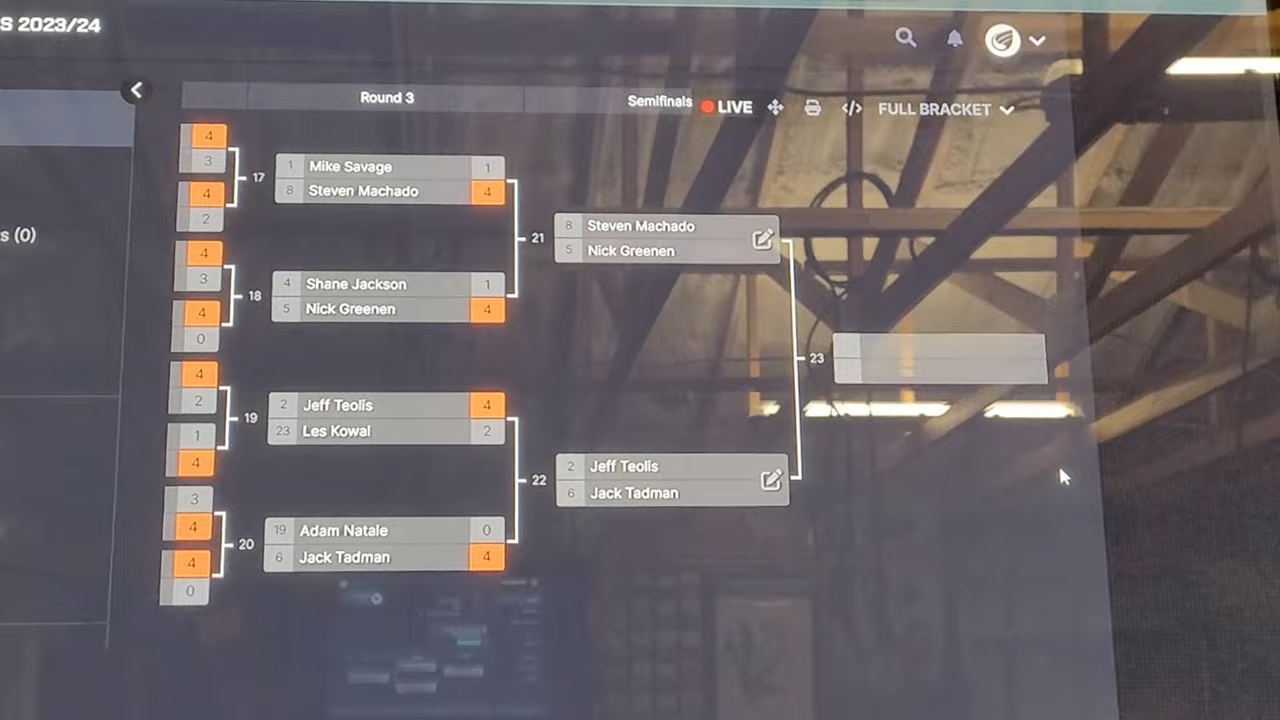 S 2023/24
Round 3
Semifinals
LIVE
</>
FULL BRACKET
s (0)
4
3
4
2
17
1 Mike Savage 1
8 Steven Machado 4
4
3
4
0
18
4 Shane Jackson 1
5 Nick Greenen 4
21
8 Steven Machado
5 Nick Greenen
4
2
1
4
19
2 Jeff Teolis 4
23 Les Kowal 2
3
4
4
0
20
19 Adam Natale 0
6 Jack Tadman 4
22
2 Jeff Teolis
6 Jack Tadman
23